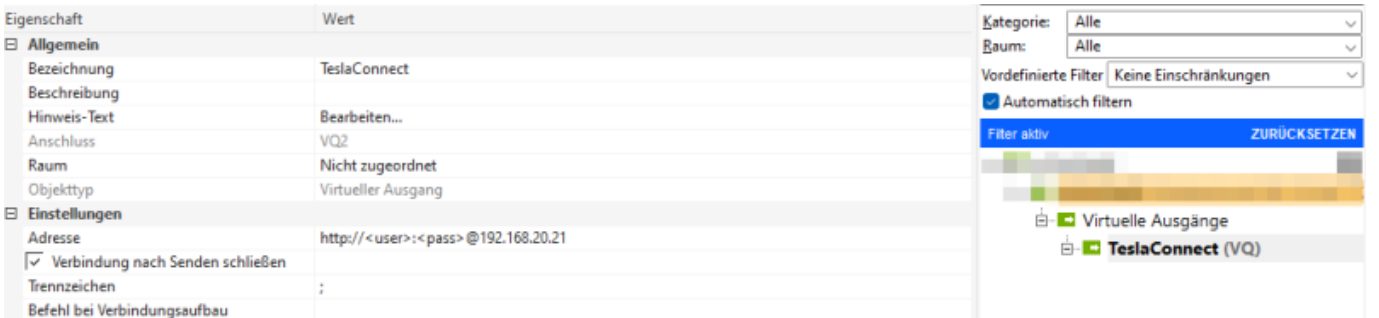 Eigenschaft Wert
Allgemein
Bezeichnung TeslaConnect
Beschreibung
Hinweis-Text Bearbeiten...
Anschluss VQ2
Raum Nicht zugeordnet
Objekttyp Virtueller Ausgang
Einstellungen
Adresse http://<user>:<pass>@192.168.20.21
Verbindung nach Senden schließen
Trennzeichen ;
Befehl bei Verbindungsaufbau
Kategorie: Alle
Raum: Alle
Vordefinierte Filter Keine Einschränkungen
Automatisch filtern
Filter aktiv ZURÜCKSETZEN
Virtuelle Ausgänge
TeslaConnect (VQ)